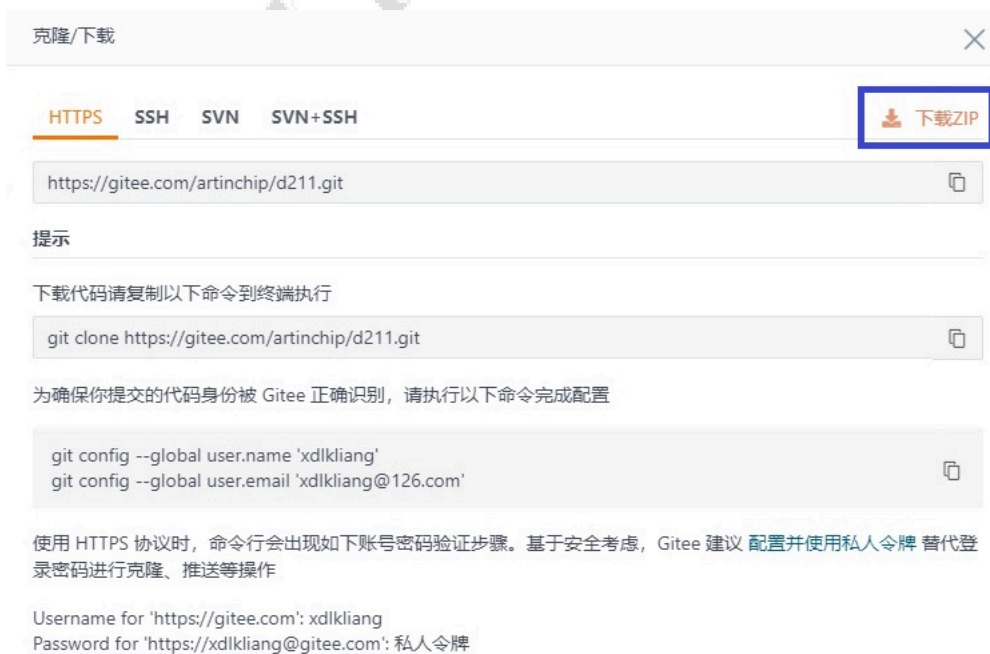 克隆/下载
HTTPS SSH SVN SVN+SSH 下载ZIP
https://gitee.com/artinchip/d211.git
提示
下载代码请复制以下命令到终端执行
git clone https://gitee.com/artinchip/d211.git
为确保你提交的代码身份被 Gitee 正确识别，请执行以下命令完成配置
git config --global user.name 'xdlkliang'
git config --global user.email 'xdlkliang@126.com'
使用 HTTPS 协议时，命令行会出现如下账号密码验证步骤。基于安全考虑，Gitee 建议 配置并使用私人令牌 替代登
录密码进行克隆、推送等操作
Username for 'https://gitee.com': xdlkliang
Password for 'https://xdlkliang@gitee.com': 私人令牌